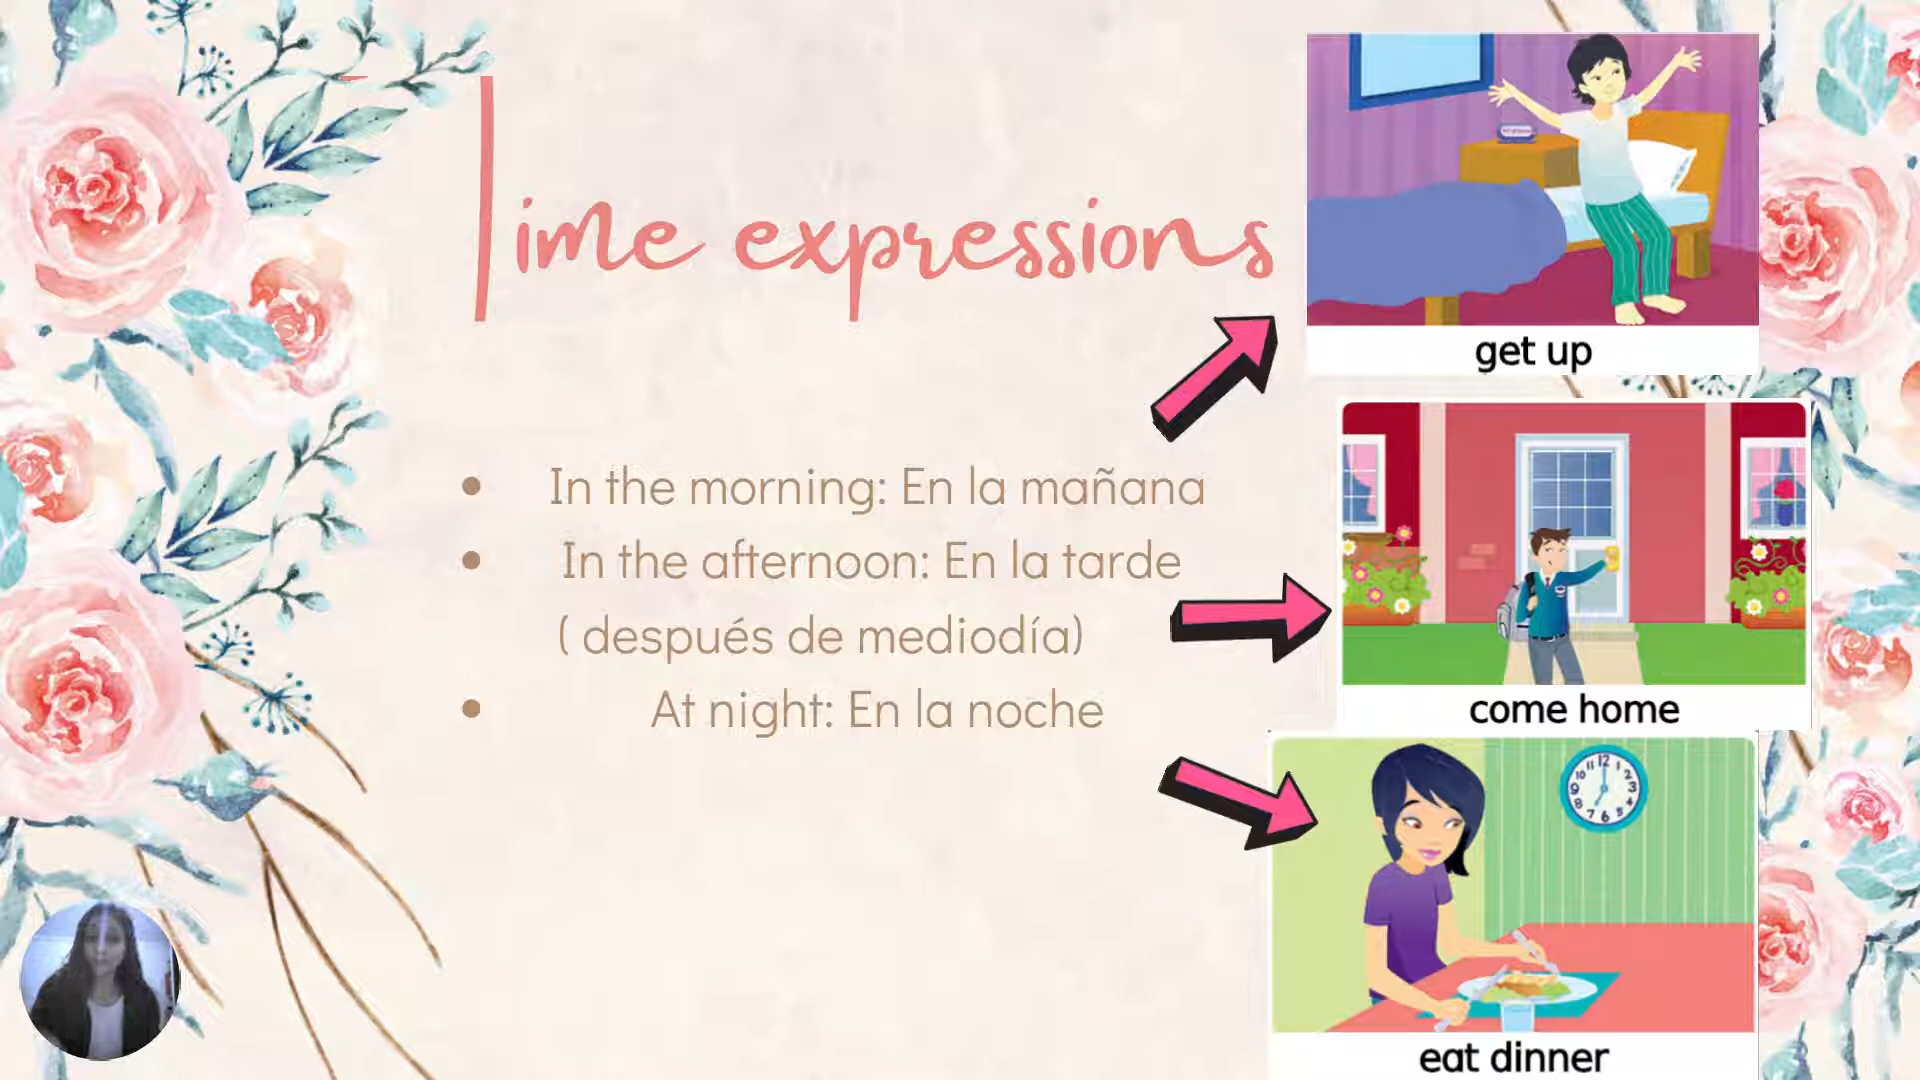 Time expressions
• In the morning: En la mañana
• In the afternoon: En la tarde
( después de mediodía)
• At night: En la noche
get up
come home
eat dinner